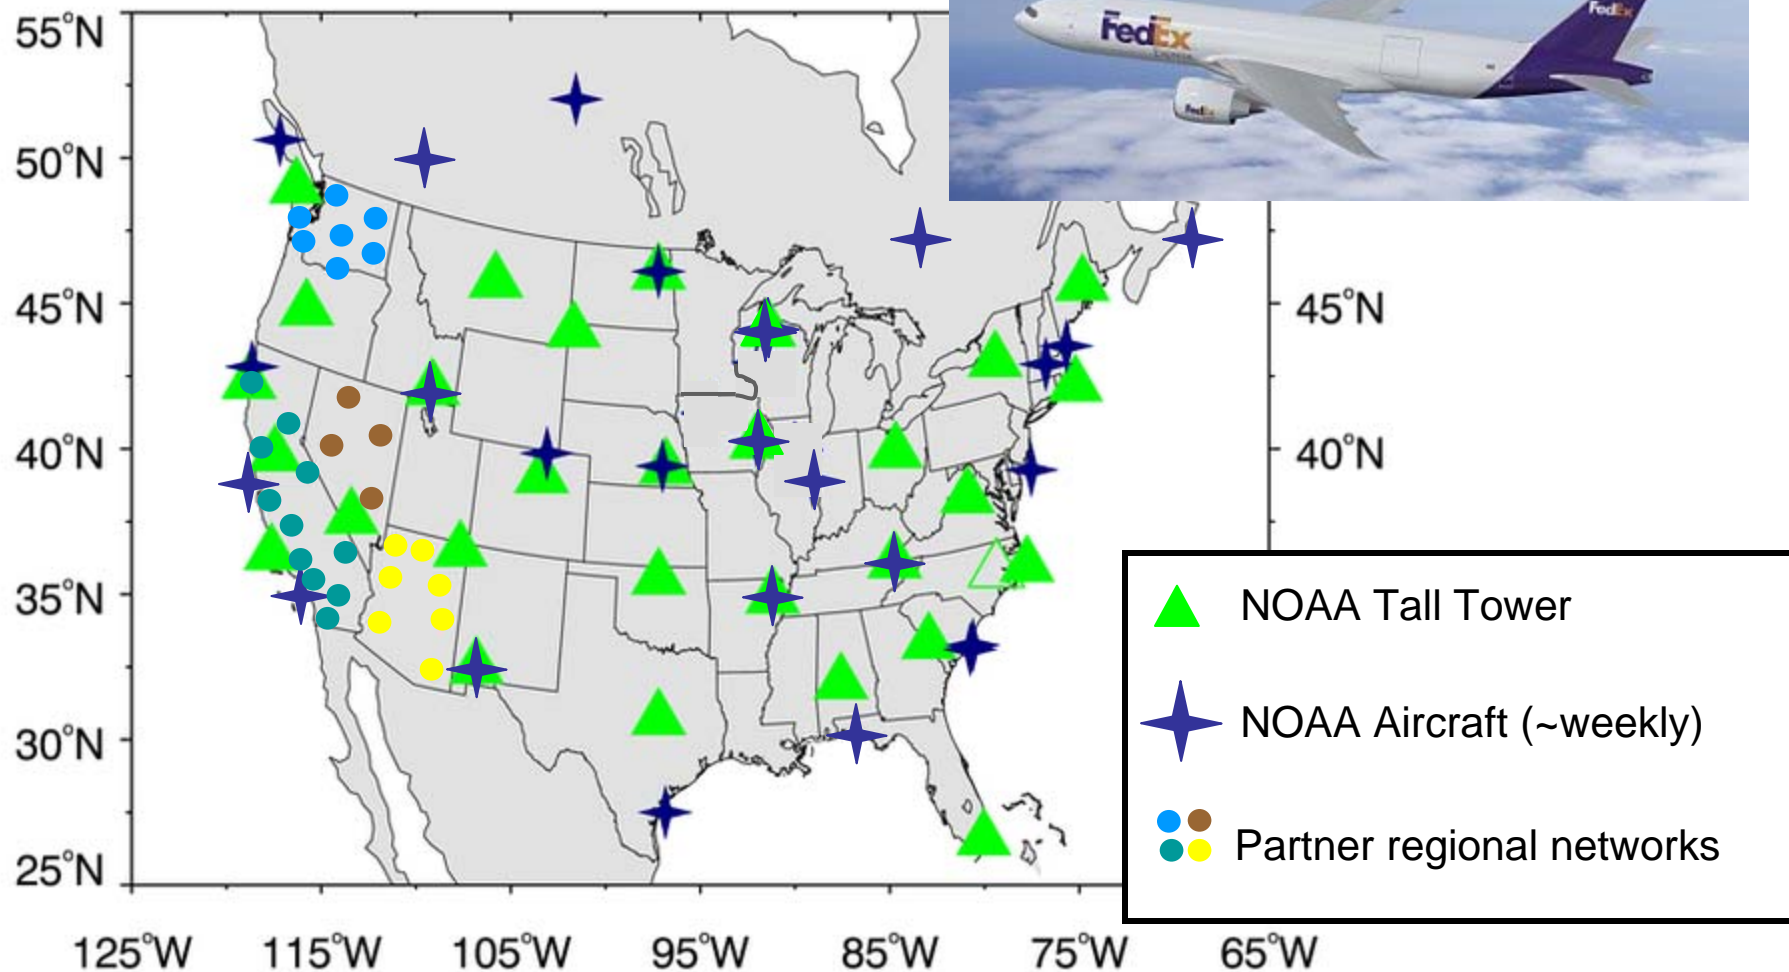 55°N
50°N
45°N
40°N
35°N
30°N
25°N
125°W
115°W
105°W
95°W
85°W
75°W
65°W
45°N
40°N
FedEx
FedEx
FedEx
NOAA Tall Tower
NOAA Aircraft (~weekly)
Partner regional networks